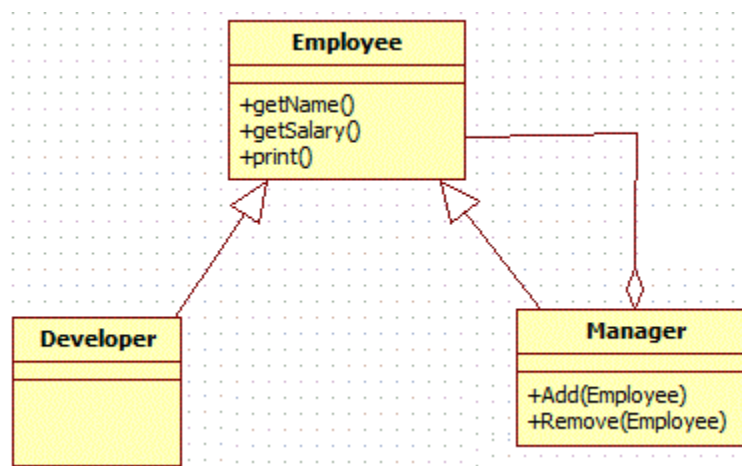 Employee
+getName()
+getSalary()
+print()
Developer
Manager
+Add(Employee)
+Remove(Employee)